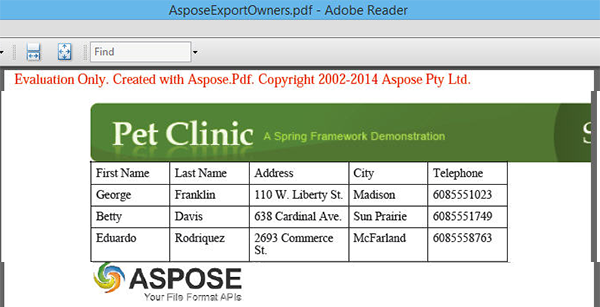 AsposeExportOwners.pdf - Adobe Reader
Find
Evaluation Only. Created with Aspose.Pdf. Copyright 2002-2014 Aspose Pty Ltd.
Pet Clinic A Spring Framework Demonstration S
First Name Last Name Address City Telephone
George Franklin 110 W. Liberty St. Madison 6085551023
Betty Davis 638 Cardinal Ave. Sun Prairie 6085551749
Eduardo Rodriquez 2693 Commerce McFarland 6085558763
St.
ASPOSE
Your File Format APIs